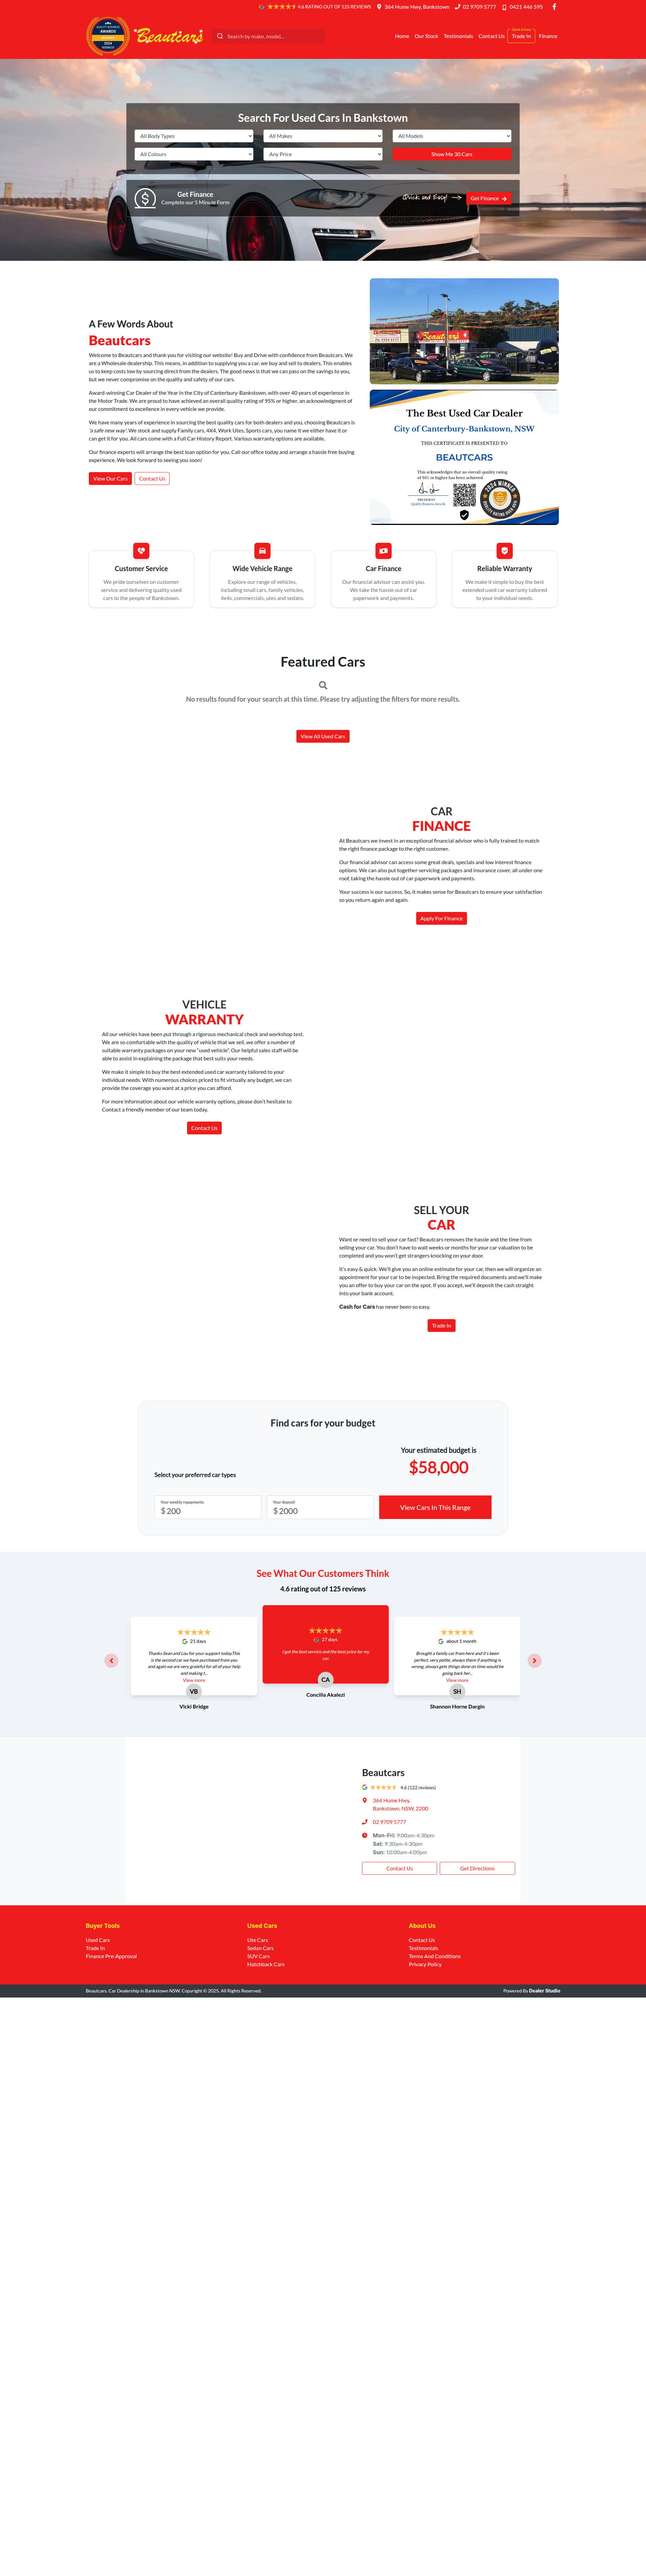 4.6 RATING OUT OF 125 REVIEWS
364 Hume Hwy, Bankstown
02 9709 5777
0421 446 595
QUALITY BUSINESS
AWARDS
2024
Beautcars
Search by make, model...
Home
Our Stock
Testimonials
Contact Us
Quick & Easy
Trade In
Finance
Search For Used Cars In Bankstown
All Body Types
All Makes
All Models
All Colours
Any Price
Show Me 30 Cars
Get Finance
Complete our 5 Minute Form
Quick and Easy!
Get Finance
A Few Words About
Beautcars
Welcome to Beautcars and thank you for visiting our website! Buy and Drive with confidence from Beautcars. We
are a Wholesale dealership. This means, in addition to supplying you a car, we buy and sell to dealers. This enables
us to keep costs low by sourcing direct from the dealers. The good news is that we can pass on the savings to you,
but we never compromise on the quality and safety of our cars.
Award-winning Car Dealer of the Year in the City of Canterbury-Bankstown, with over 40 years of experience in
the Motor Trade. We are proud to have achieved an overall quality rating of 95% or higher, an acknowledgment of
our commitment to excellence in every vehicle we provide.
We have many years of experience in sourcing the best quality cars for both dealers and you, choosing Beautcars is
'a safe new way'. We stock and supply Family cars, 4X4, Work Utes, Sports cars, you name it we either have it or
can get it for you. All cars come with a Full Car History Report. Various warranty options are available.
Our finance experts will arrange the best loan option for you. Call our office today and arrange a hassle free buying
experience. We look forward to seeing you soon!
View Our Cars
Contact Us
Beautcars
The Best Used Car Dealer
City of Canterbury-Bankstown, NSW
THIS CERTIFICATE IS PRESENTED TO
BEAUTCARS
This acknowledges that an overall quality rating
of 95% or higher has been achieved.
PRESIDENT
Quality Business Awards
2024 WINNER
Customer Service
We pride ourselves on customer
service and delivering quality used
cars to the people of Bankstown.
Wide Vehicle Range
Explore our range of vehicles,
including small cars, family vehicles,
4x4s, commercials, utes and sedans.
Car Finance
Our financial advisor can assist you.
We take the hassle out of car
paperwork and payments.
Reliable Warranty
We make it simple to buy the best
extended used car warranty tailored
to your individual needs.
Featured Cars
No results found for your search at this time. Please try adjusting the filters for more results.
View All Used Cars
CAR
FINANCE
At Beautcars we invest in an exceptional financial advisor who is fully trained to match
the right finance package to the right customer.
Our financial advisor can access some great deals, specials and low interest finance
options. We can also put together servicing packages and insurance cover, all under one
roof, taking the hassle out of car paperwork and payments.
Your success is our success. So, it makes sense for Beautcars to ensure your satisfaction
so you return again and again.
Apply For Finance
VEHICLE
WARRANTY
All our vehicles have been put through a rigorous mechanical check and workshop test.
We are so comfortable with the quality of vehicle that we sell, we offer a number of
suitable warranty packages on your new "used vehicle". Our helpful sales staff will be
able to assist in explaining the package that best suits your needs.
We make it simple to buy the best extended used car warranty tailored to your
individual needs. With numerous choices priced to fit virtually any budget, we can
provide the coverage you want at a price you can afford.
For more information about our vehicle warranty options, please don't hesitate to
Contact a friendly member of our team today.
Contact Us
SELL YOUR
CAR
Want or need to sell your car fast? Beautcars removes the hassle and the time from
selling your car. You don't have to wait weeks or months for your car valuation to be
completed and you won't get strangers knocking on your door.
It's easy & quick. We'll give you an online estimate for your car, then we will organize an
appointment for your car to be inspected. Bring the required documents and we'll make
you an offer to buy your car on the spot. If you accept, we'll deposit the cash straight
into your bank account.
Cash for Cars has never been so easy.
Trade In
Find cars for your budget
Select your preferred car types
Your estimated budget is
$58,000
Your weekly repayments
$ 200
Your deposit
$ 2000
View Cars In This Range
See What Our Customers Think
4.6 rating out of 125 reviews
21 days
Thanks Sean and Lou for your support today.This
is the second car we have purchased from you
and again we are very grateful for all of your help
and making t...
View more
VB
Vicki Bridge
27 days
I got the best service and the best price for my
car.
CA
Concilia Akalezi
about 1 month
Brought a family car from here and it's been
perfect, very polite, always there if anything is
wrong, always gets things done on time would be
going back her...
View more
SH
Shannon Horne Dargin
Beautcars
4.6 (122 reviews)
364 Hume Hwy,
Bankstown, NSW, 2200
02 9709 5777
Mon-Fri: 9:00am-4:30pm
Sat: 9:30am-4:30pm
Sun: 10:00am-4:00pm
Contact Us
Get Directions
Buyer Tools
Used Cars
Trade In
Finance Pre-Approval
Used Cars
Ute Cars
Sedan Cars
SUV Cars
Hatchback Cars
About Us
Contact Us
Testimonials
Terms And Conditions
Privacy Policy
Beautcars
. Car Dealership in Bankstown NSW. Copyright © 2025. All Rights Reserved.
Powered By Dealer Studio